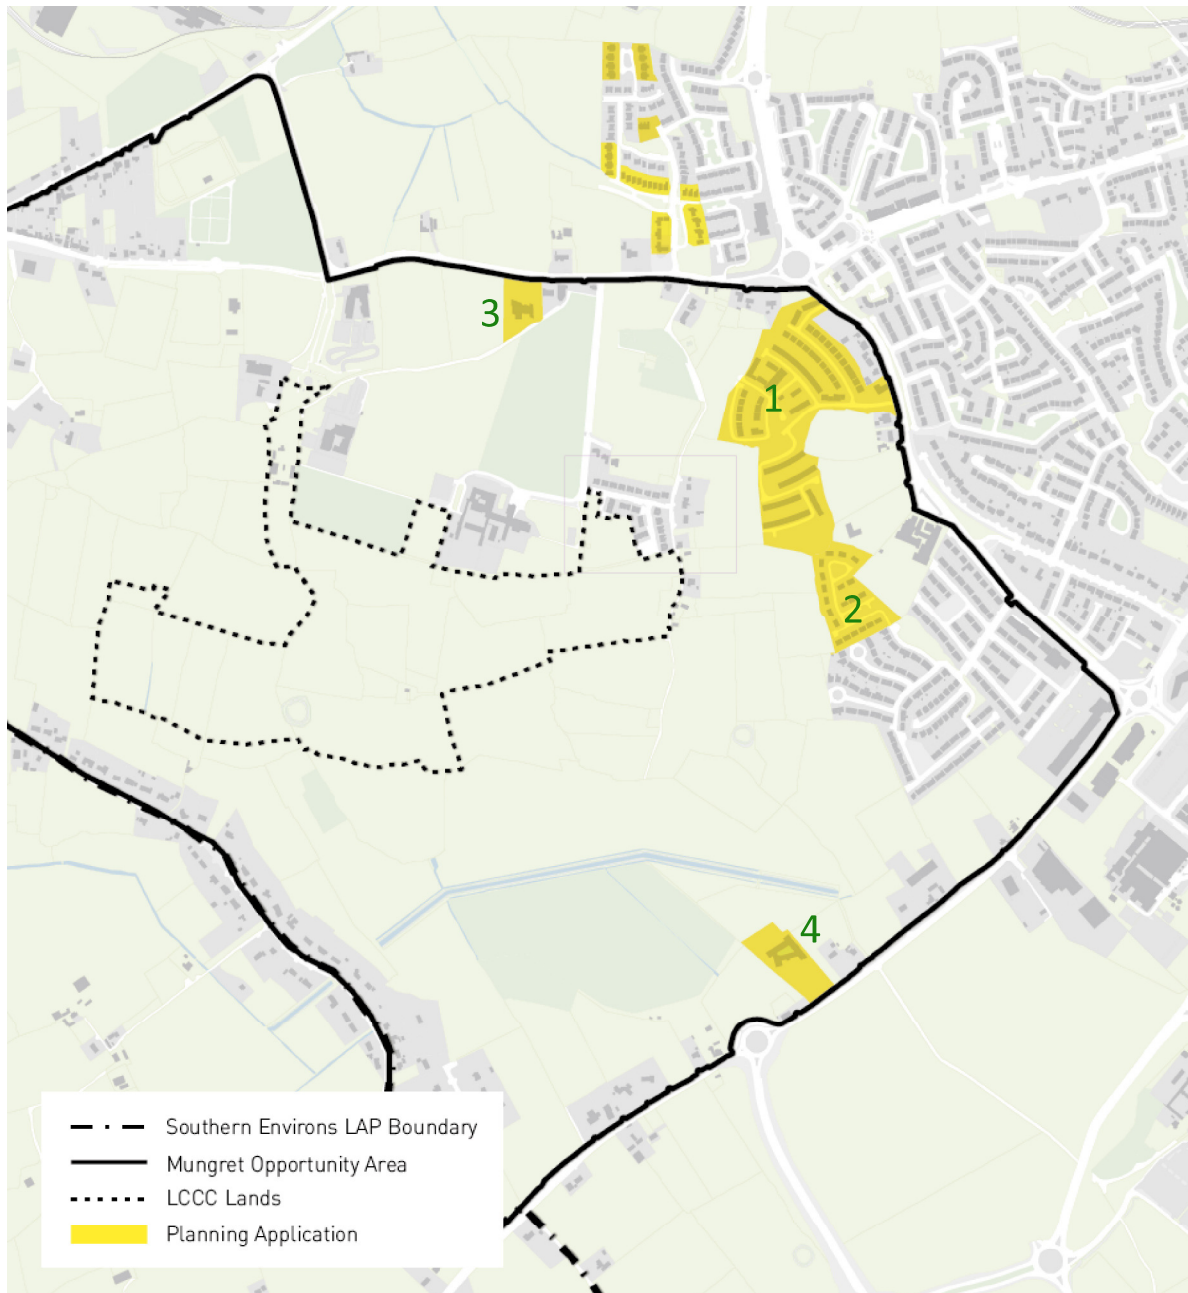 3
1
2
4
Southern Environs LAP Boundary
Mungret Opportunity Area
LCCC Lands
Planning Application